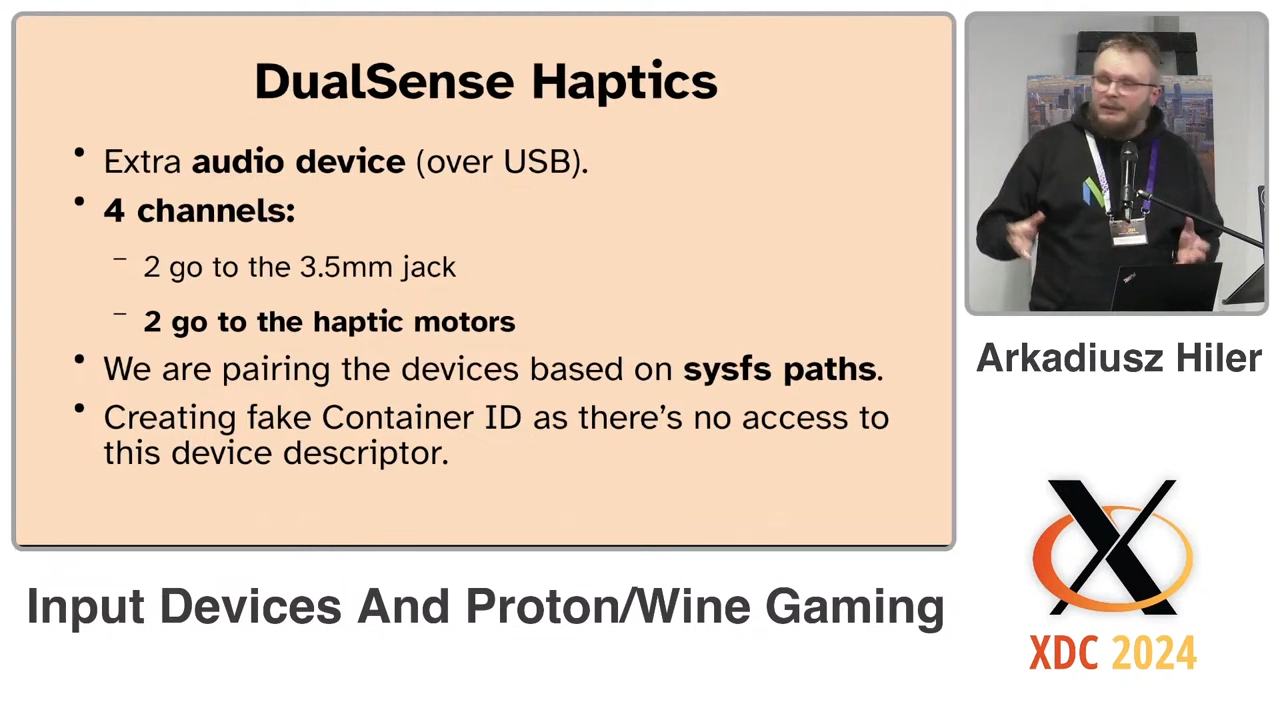 DualSense Haptics
• Extra audio device (over USB).
• 4 channels:
– 2 go to the 3.5mm jack
– 2 go to the haptic motors
• We are pairing the devices based on sysfs paths.
• Creating fake Container ID as there’s no access to
this device descriptor.
Arkadiusz Hiler
Input Devices And Proton/Wine Gaming
XDC 2024